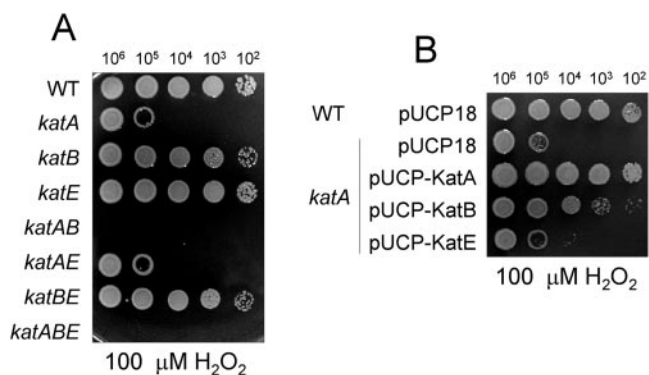 A
10⁶ 10⁵ 10⁴ 10³ 10²
WT
katA
katB
katE
katAB
katAE
katBE
katABE
100 μM H₂O₂
B
10⁶ 10⁵ 10⁴ 10³ 10²
WT pUCP18
pUCP18
pUCP-KatA
katA
pUCP-KatB
pUCP-KatE
100 μM H₂O₂